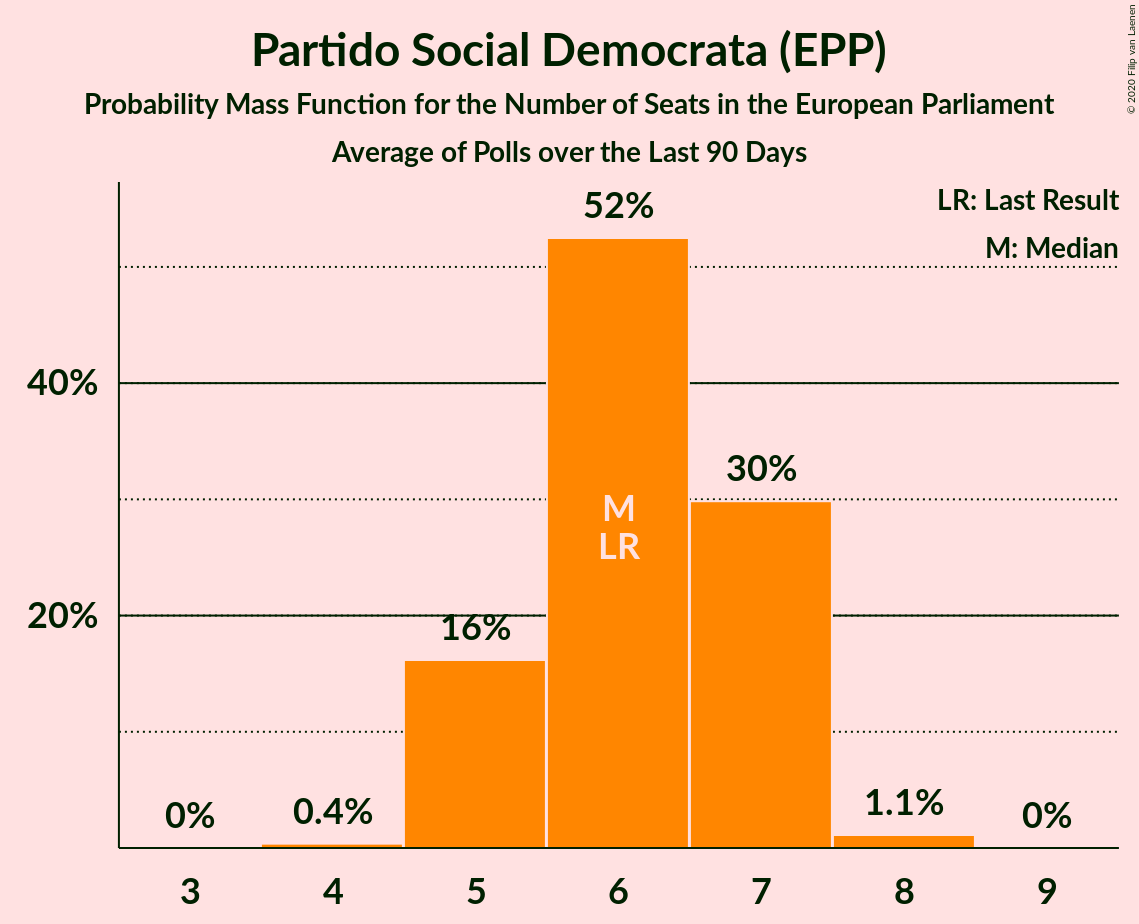 Partido Social Democrata (EPP)
Probability Mass Function for the Number of Seats in the European Parliament
Average of Polls over the Last 90 Days
© 2020 Filip van Laenen
LR: Last Result
M: Median
52%
40%
30%
M
LR
20%
16%
0%
0.4%
1.1%
0%
3
4
5
6
7
8
9